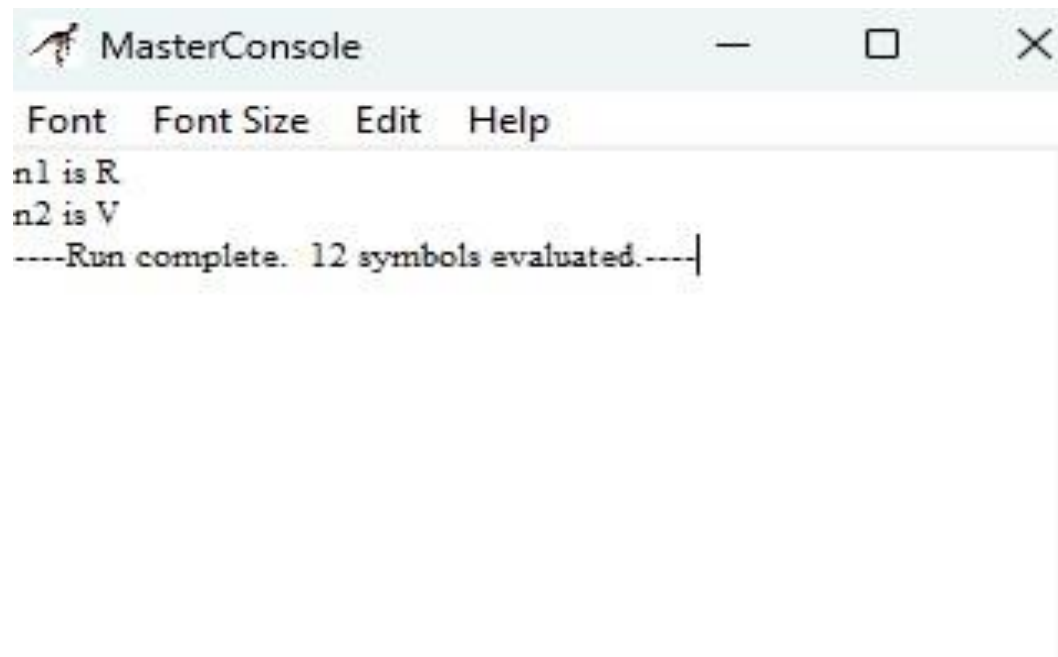 MasterConsole
Font Font Size Edit Help
n1 is R
n2 is V
----Run complete.  12 symbols evaluated.----